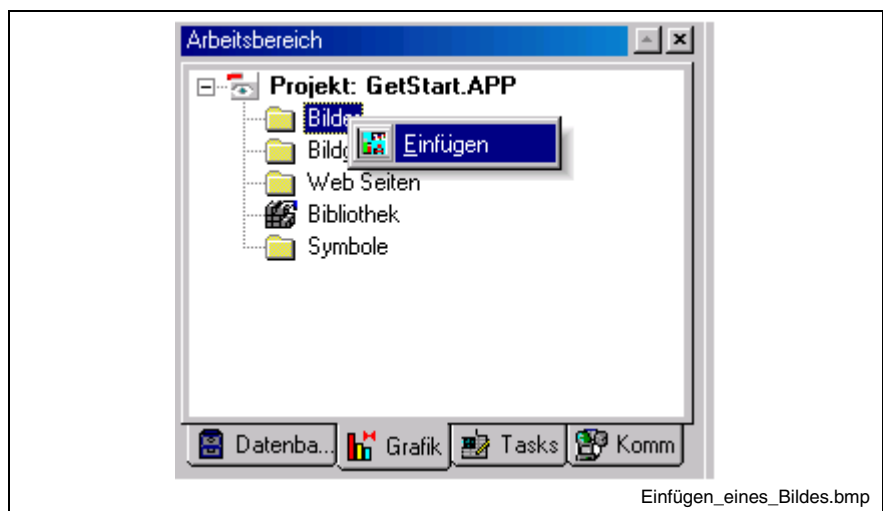 Arbeitsbereich
Projekt: GetStart.APP
Bilder
Einfügen
Web Seiten
Bibliothek
Symbole
Datenba... Grafik Tasks Komm
Einfügen_eines_Bildes.bmp